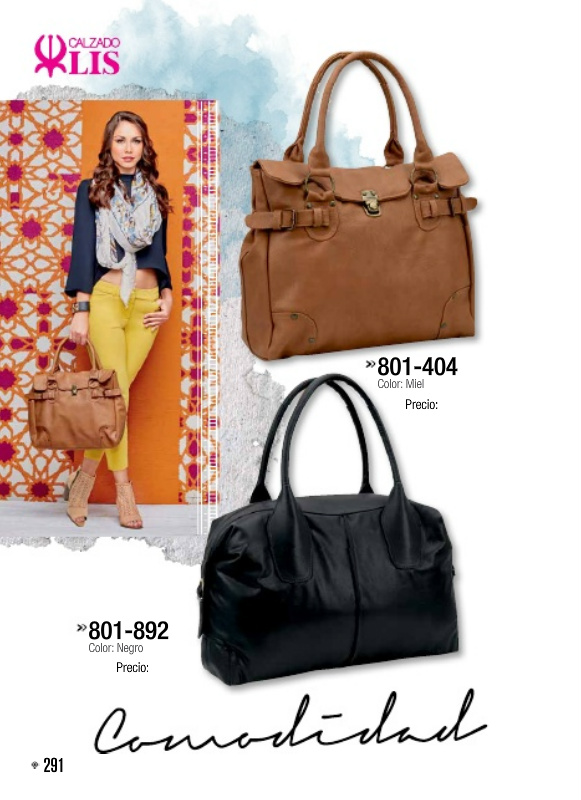 CALZADO
LIS
801-404
Color: Miel
Precio:
801-892
Color: Negro
Precio:
Comodidad
291